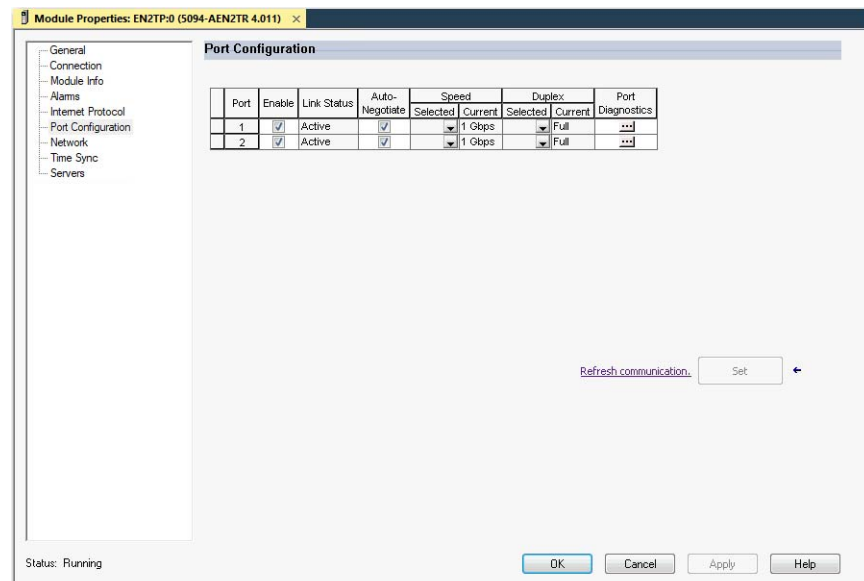 Module Properties: EN2TP:0 (5094-AEN2TR 4.011) ×
General
Connection
Module Info
Alarms
Internet Protocol
Port Configuration
Network
Time Sync
Servers
Port Configuration
Port Enable Link Status Auto-Negotiate Speed Duplex Port Diagnostics
Selected Current Selected Current
1 Active 1 Gbps Full ...
2 Active 1 Gbps Full ...
Refresh communication. Set
Status: Running OK Cancel Apply Help